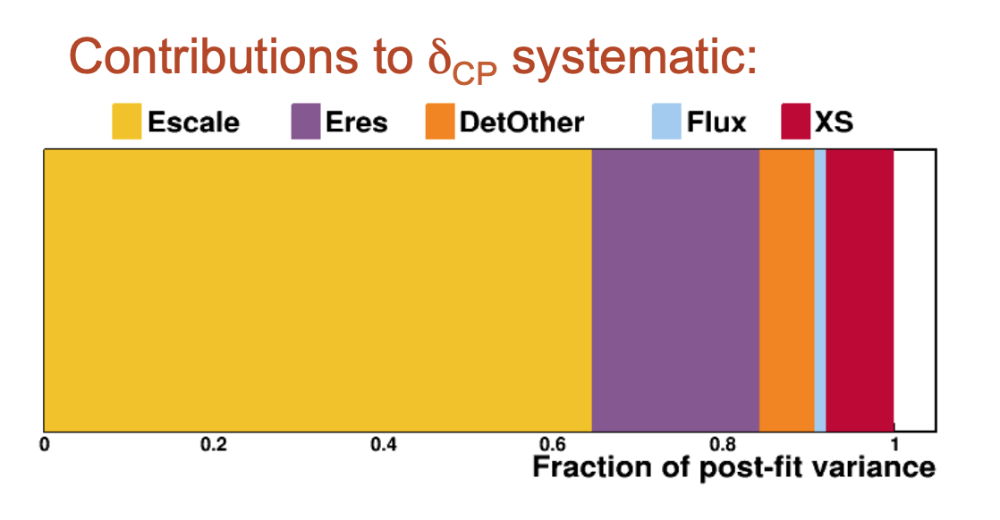 Contributions to δCP systematic:
Escale Eres DetOther Flux XS
0 0.2 0.4 0.6 0.8 1
Fraction of post-fit variance